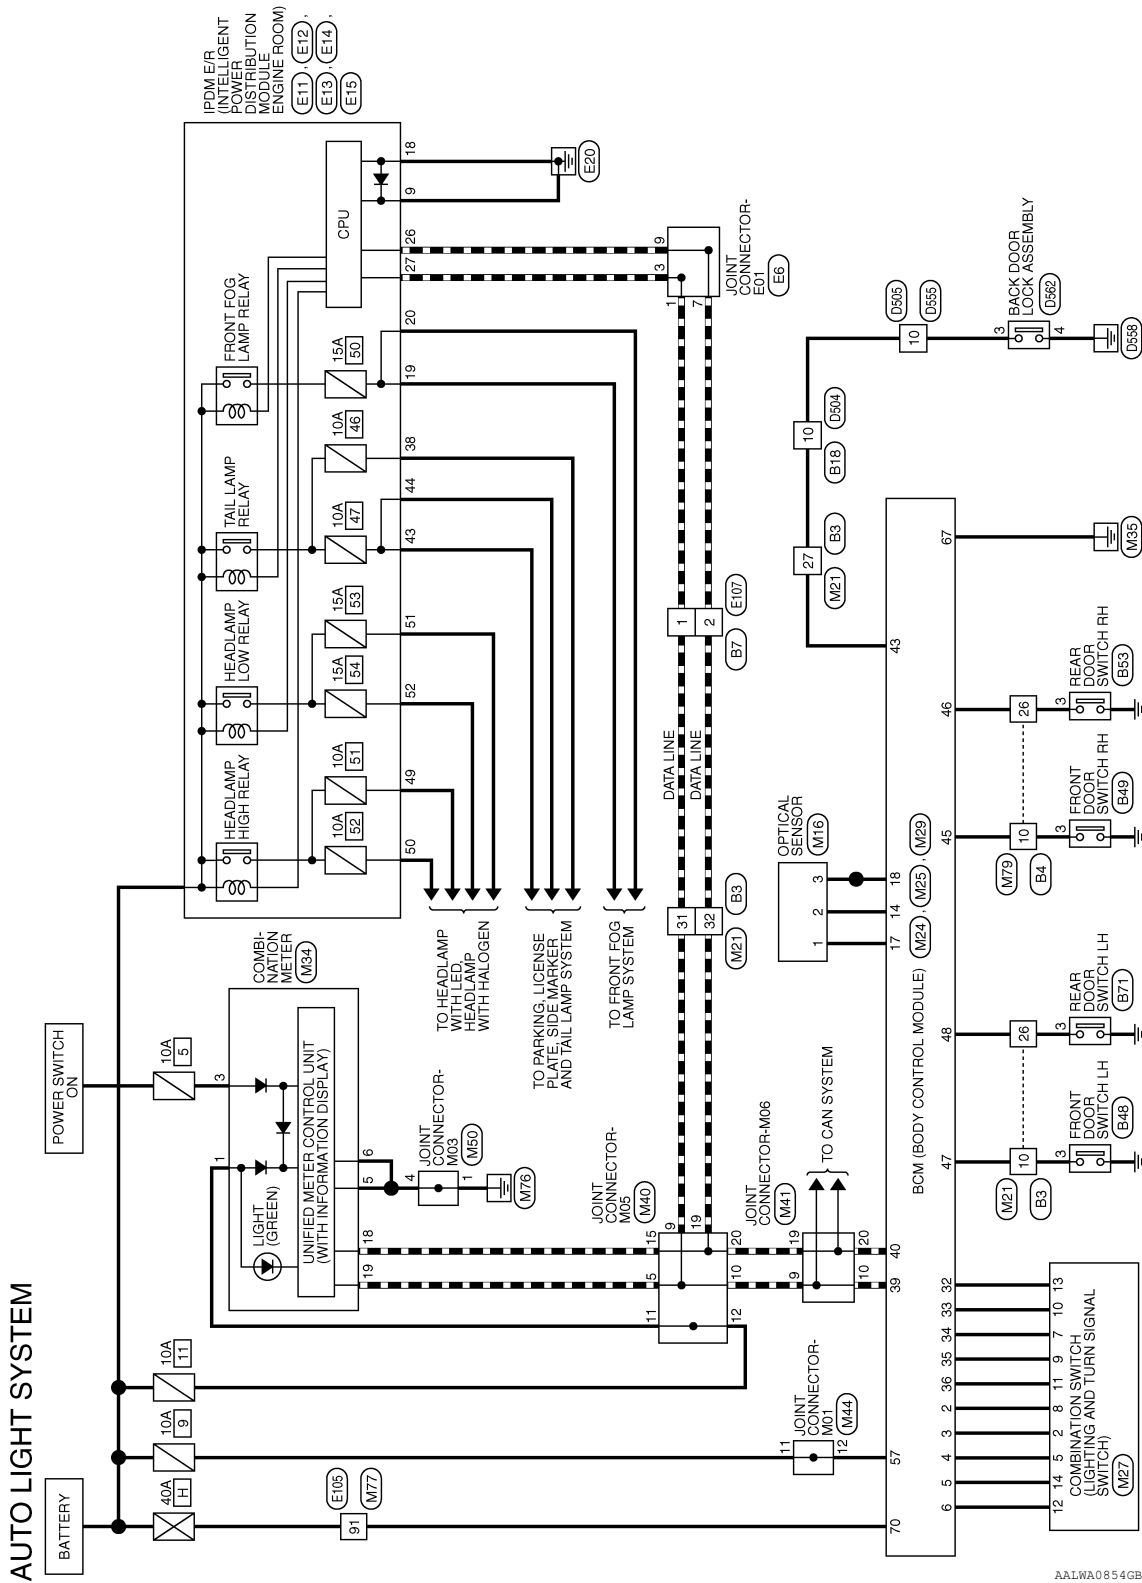 AUTO LIGHT SYSTEM
BATTERY
POWER SWITCH
ON
40A
H
10A
9
10A
11
10A
5
E105
M77
91
COMBI-
NATION
METER
M34
1
3
LIGHT
(GREEN)
UNIFIED METER CONTROL UNIT
(WITH INFORMATION DISPLAY)
19
18
5
6
4
JOINT
CONNECTOR-
M03
M50
1
M76
IPDM E/R
(INTELLIGENT
POWER
DISTRIBUTION
MODULE
ENGINE ROOM)
E11 , E12 ,
E13 , E14 ,
E15
HEADLAMP
HIGH RELAY
HEADLAMP
LOW RELAY
TAIL LAMP
RELAY
FRONT FOG
LAMP RELAY
CPU
10A
52
10A
51
15A
54
15A
53
10A
47
10A
46
15A
50
50
49
52
51
43
44
38
19
20
27
26
9
18
E20
TO HEADLAMP
WITH LED,
HEADLAMP
WITH HALOGEN
TO PARKING, LICENSE
PLATE, SIDE MARKER
AND TAIL LAMP SYSTEM
TO FRONT FOG
LAMP SYSTEM
11
5
15
9
19
JOINT
CONNECTOR-
M05
M40
12
10
20
31
32
M21
B3
DATA LINE
DATA LINE
1
2
B7
E107
1
7
3
9
JOINT
CONNECTOR-
E01
E6
JOINT
CONNECTOR-
M01
M44
11
12
9
19
JOINT
CONNECTOR-M06
M41
10
20
TO CAN SYSTEM
OPTICAL
SENSOR
M16
1
2
3
27
M21
B3
10
B18
D504
10
D505
D555
3
BACK DOOR
LOCK ASSEMBLY
D562
4
D558
70
57
39
40
17
14
18
43
BCM (BODY CONTROL MODULE)
M24 , M25 , M29
6
5
4
3
2
36
35
34
33
32
47
48
45
46
67
12
14
5
2
8
11
9
7
10
13
COMBINATION SWITCH
(LIGHTING AND TURN SIGNAL
SWITCH)
M27
M21
10
B3
3
FRONT
DOOR
SWITCH LH
B48
26
3
REAR
DOOR
SWITCH LH
B71
M79
10
B4
3
FRONT
DOOR
SWITCH RH
B49
26
3
REAR
DOOR
SWITCH RH
B53
M35
AALWA0854GB